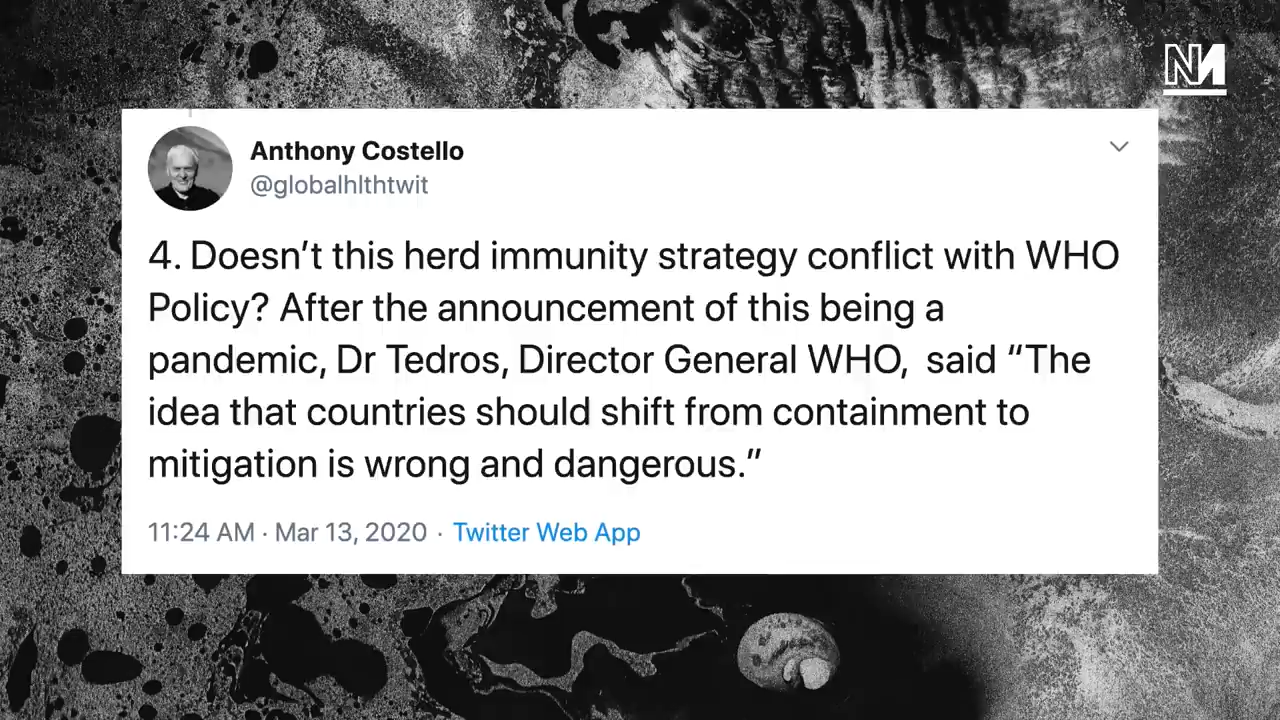 NM
Anthony Costello
@globalhlthtwit
4. Doesn’t this herd immunity strategy conflict with WHO
Policy? After the announcement of this being a
pandemic, Dr Tedros, Director General WHO,  said “The
idea that countries should shift from containment to
mitigation is wrong and dangerous.”
11:24 AM · Mar 13, 2020 · Twitter Web App